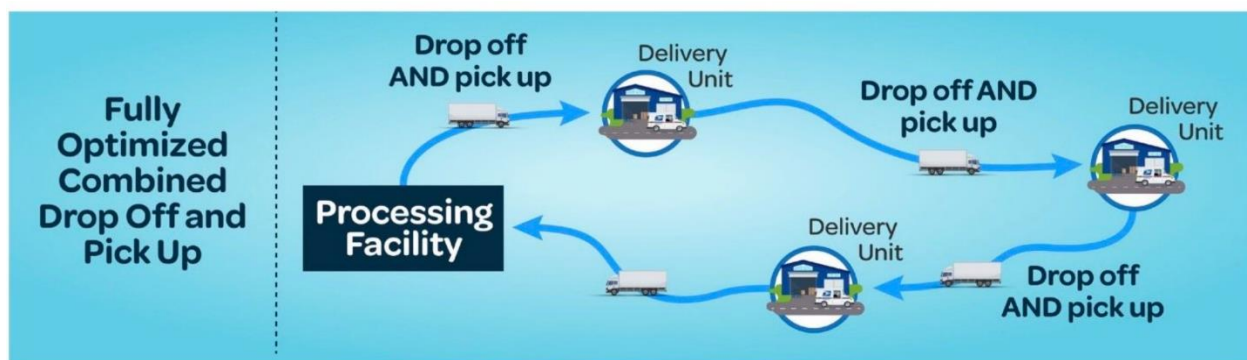 Fully
Optimized
Combined
Drop Off and
Pick Up
Drop off
AND pick up
Delivery
Unit
Drop off AND
pick up
Delivery
Unit
Processing
Facility
Delivery
Unit
Drop off
AND pick up